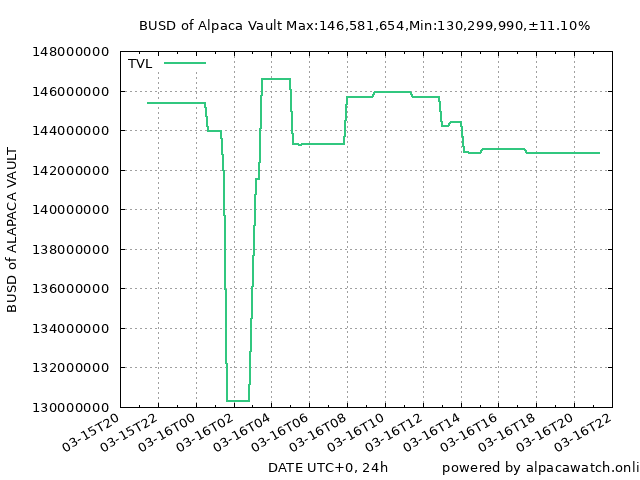 BUSD of Alpaca Vault Max:146,581,654,Min:130,299,990,±11.10%
TVL
148000000
146000000
144000000
142000000
140000000
138000000
136000000
134000000
132000000
130000000
BUSD of ALAPACA VAULT
03-15T20
03-15T22
03-16T00
03-16T02
03-16T04
03-16T06
03-16T08
03-16T10
03-16T12
03-16T14
03-16T16
03-16T18
03-16T20
03-16T22
DATE UTC+0, 24h
powered by alpacawatch.onli